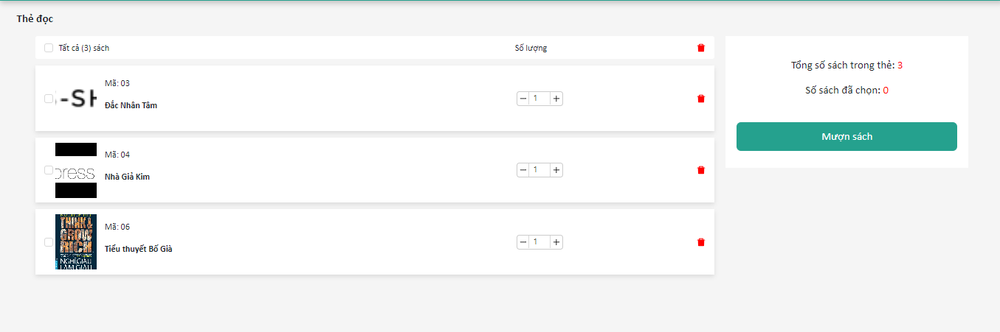 Thẻ đọc
Tất cả (3) sách Số lượng
Mã: 03
Đắc Nhân Tâm
1
-SH
Mã: 04
Nhà Giả Kim
1
press
Mã: 06
Tiểu thuyết Bố Già
1
THINK &
GROW
RICH
NGHĨ GIÀU
LÀM GIÀU
Tổng số sách trong thẻ: 3
Số sách đã chọn: 0
Mượn sách